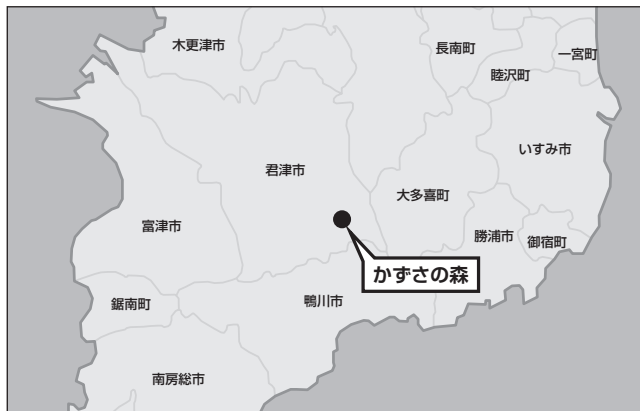 木更津市
長南町
一宮町
睦沢町
いすみ市
君津市
大多喜町
富津市
勝浦市
御宿町
かずさの森
鋸南町
鴨川市
南房総市